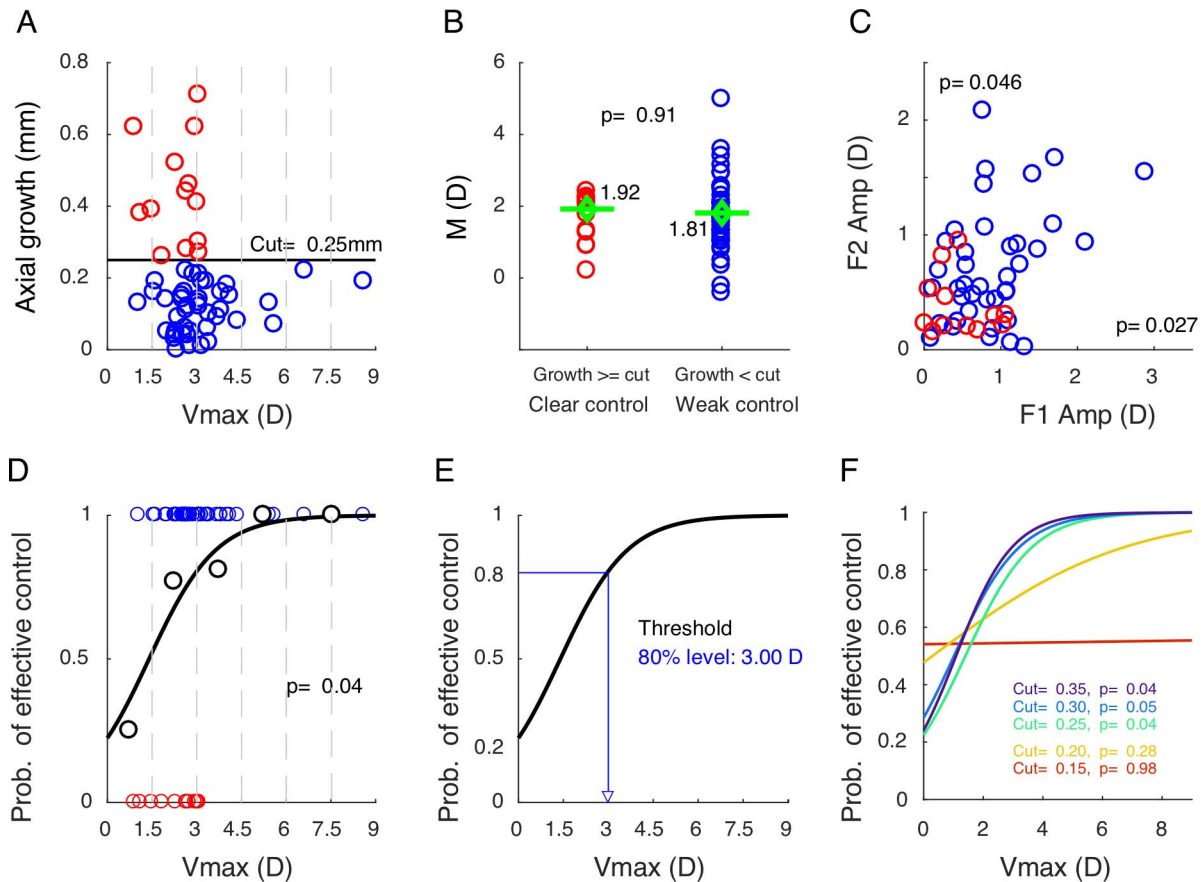 A
Axial growth (mm)
0.8
0.6
0.4
0.2
0
Cut= 0.25mm
0 1.5 3 4.5 6 7.5 9
Vmax (D)
B
M (D)
6
4
2
0
p= 0.91
1.92
1.81
Growth >= cut Growth < cut
Clear control Weak control
C
F2 Amp (D)
2
1
0
p= 0.046
p= 0.027
0 1 2 3
F1 Amp (D)
D
Prob. of effective control
1
0.5
0
p= 0.04
0 1.5 3 4.5 6 7.5 9
Vmax (D)
E
Prob. of effective control
1
0.8
0.5
0.2
0
Threshold
80% level: 3.00 D
0 1.5 3 4.5 6 7.5 9
Vmax (D)
F
Prob. of effective control
1
0.8
0.6
0.4
0.2
0
Cut= 0.35, p= 0.04
Cut= 0.30, p= 0.05
Cut= 0.25, p= 0.04
Cut= 0.20, p= 0.28
Cut= 0.15, p= 0.98
0 2 4 6 8
Vmax (D)